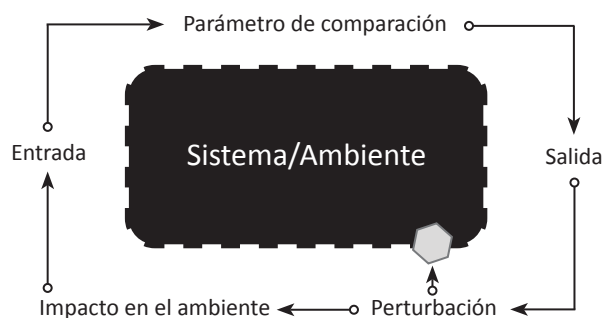 Parámetro de comparación
Entrada
Sistema/Ambiente
Salida
Impacto en el ambiente
Perturbación